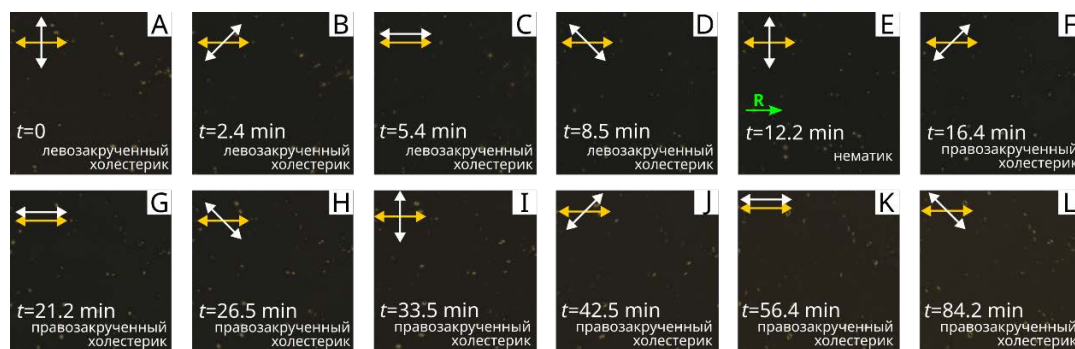 A
t=0
левозакрученный
холестерик
B
t=2.4 min
левозакрученный
холестерик
C
t=5.4 min
левозакрученный
холестерик
D
t=8.5 min
левозакрученный
холестерик
E
R
t=12.2 min
нематик
F
t=16.4 min
правозакрученный
холестерик
G
t=21.2 min
правозакрученный
холестерик
H
t=26.5 min
правозакрученный
холестерик
I
t=33.5 min
правозакрученный
холестерик
J
t=42.5 min
правозакрученный
холестерик
K
t=56.4 min
правозакрученный
холестерик
L
t=84.2 min
правозакрученный
холестерик